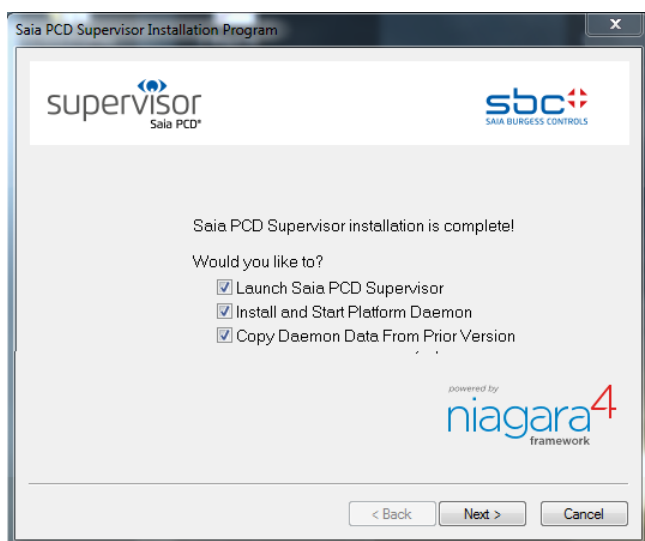 Saia PCD Supervisor Installation Program
x
supervisor
Saia PCD®
sbc
SAIA BURGESS CONTROLS
Saia PCD Supervisor installation is complete!
Would you like to?
Launch Saia PCD Supervisor
Install and Start Platform Daemon
Copy Daemon Data From Prior Version
powered by
niagara4
framework
< Back
Next >
Cancel